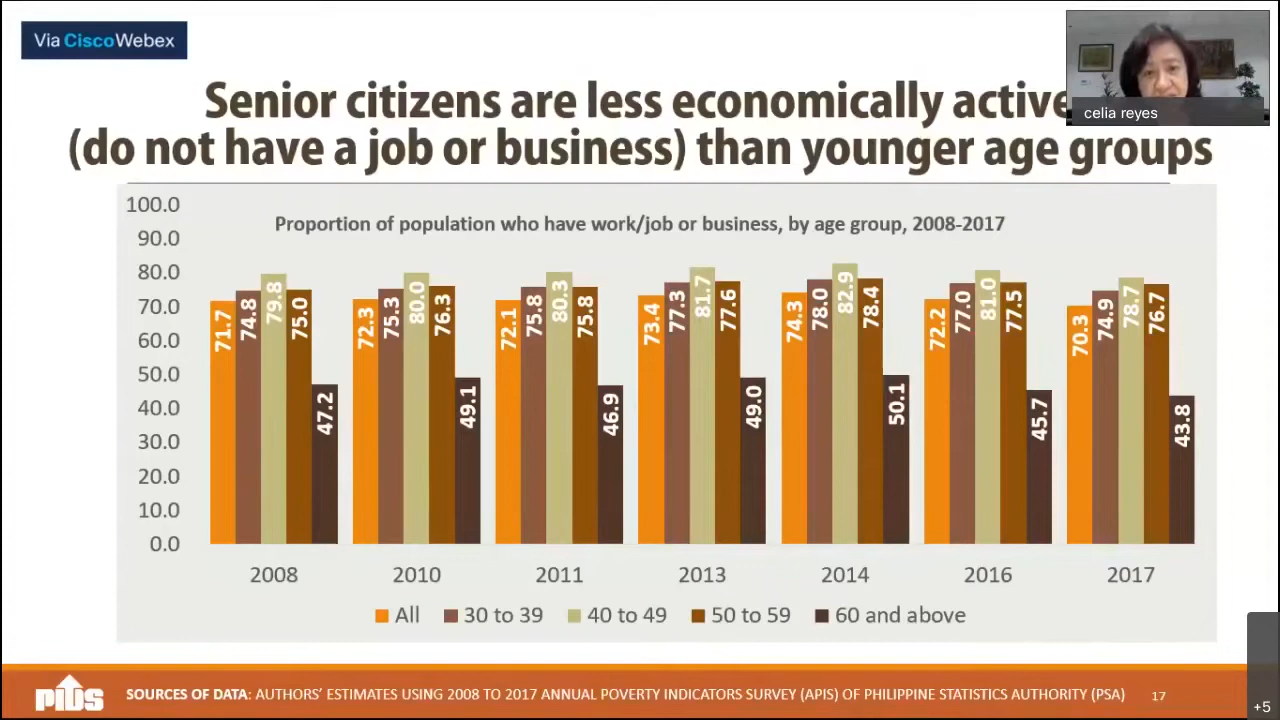 Via CiscoWebex
celia reyes
Senior citizens are less economically active
(do not have a job or business) than younger age groups
Proportion of population who have work/job or business, by age group, 2008-2017
100.0
90.0
80.0
70.0
60.0
50.0
40.0
30.0
20.0
10.0
0.0
71.7 74.8 79.8 75.0 47.2
72.3 75.3 80.0 76.3 49.1
72.1 75.8 80.3 75.8 46.9
73.4 77.3 81.7 77.6 49.0
74.3 78.0 82.9 78.4 50.1
72.2 77.0 81.0 77.5 45.7
70.3 74.9 78.7 76.7 43.8
2008 2010 2011 2013 2014 2016 2017
All 30 to 39 40 to 49 50 to 59 60 and above
pids
SOURCES OF DATA: AUTHORS' ESTIMATES USING 2008 TO 2017 ANNUAL POVERTY INDICATORS SURVEY (APIS) OF PHILIPPINE STATISTICS AUTHORITY (PSA)
17
+5